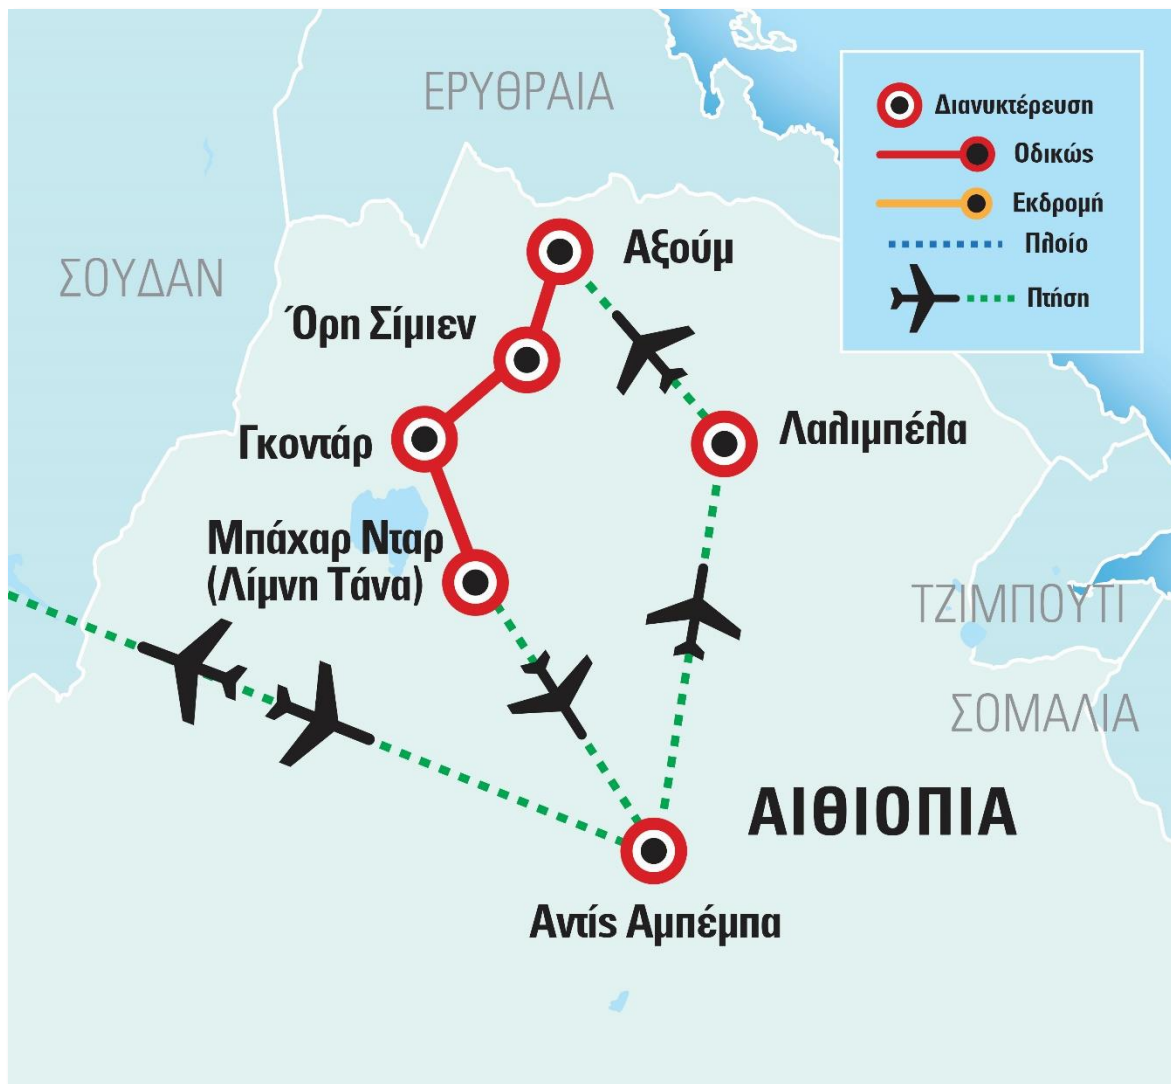 ΕΡΥΘΡΑΙΑ
Διανυκτέρευση
Οδικώς
Εκδρομή
Πλοίο
Πτήση
ΣΟΥΔΑΝ
Αξούμ
Όρη Σίμιεν
Γκοντάρ
Λαλιμπέλα
Μπάχαρ Νταρ
(Λίμνη Τάνα)
ΤΖΙΜΠΟΥΤΙ
ΣΟΜΑΛΙΑ
ΑΙΘΙΟΠΙΑ
Αντίς Αμπέμπα